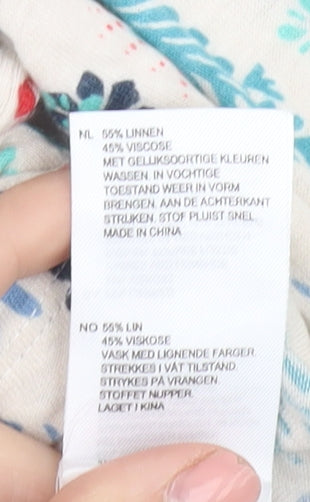 NL 55% LINNEN
45% VISCOSE
MET GELIJKSOORTIGE KLEUREN
WASSEN. IN VOCHTIGE
TOESTAND WEER IN VORM
BRENGEN. AAN DE ACHTERKANT
STRIJKEN. STOF PLUIST SNEL.
MADE IN CHINA
NO 55% LIN
45% VISKOSE
VASK MED LIGNENDE FARGER.
STREKKES I VÅT TILSTAND.
STRYKES PÅ VRANGEN.
STOFFET NUPPER.
LAGET I KINA